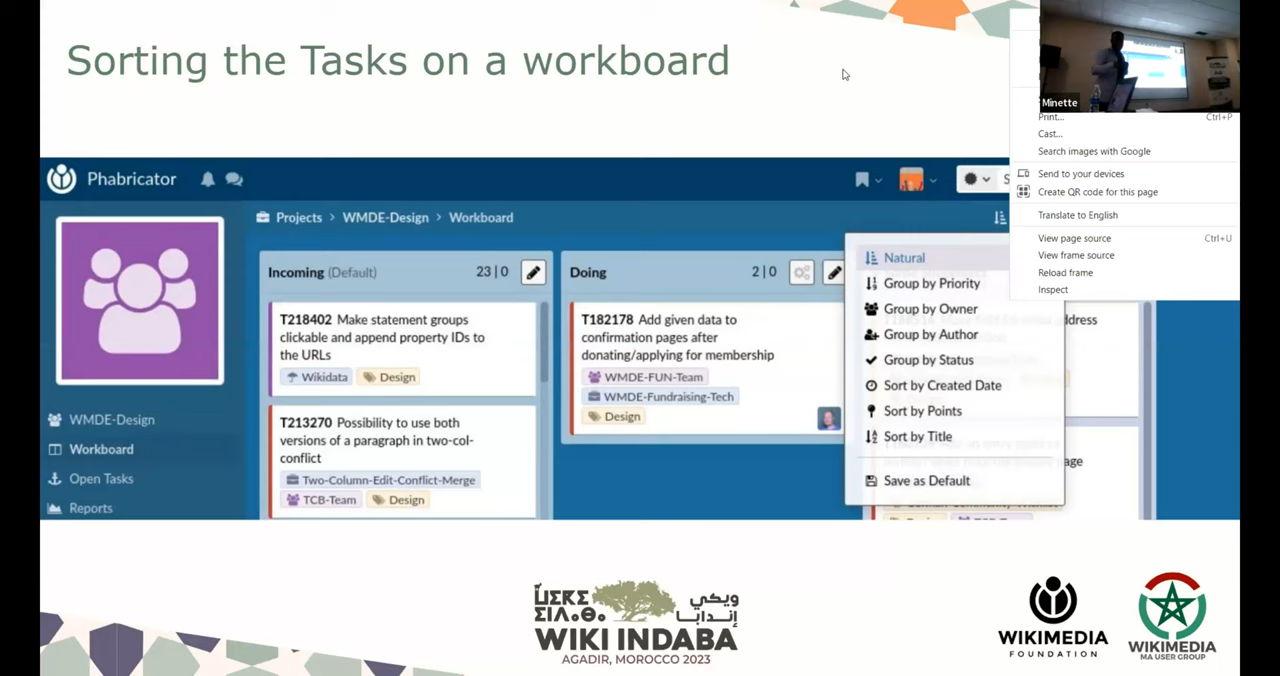 Sorting the Tasks on a workboard
Minette
Print... Ctrl+P
Cast...
Search images with Google
Send to your devices
Create QR code for this page
Translate to English
View page source Ctrl+U
View frame source
Reload frame
Inspect
Phabricator
Projects > WMDE-Design > Workboard
WMDE-Design
Workboard
Open Tasks
Reports
Incoming (Default) 23|0
T218402 Make statement groups
clickable and append property IDs to
the URLs
Wikidata Design
T213270 Possibility to use both
versions of a paragraph in two-col-
conflict
Two-Column-Edit-Conflict-Merge
TCB-Team Design
Doing 2|0
T182178 Add given data to
confirmation pages after
donating/applying for membership
WMDE-FUN-Team
WMDE-Fundraising-Tech
Design
Natural
Group by Priority
Group by Owner
Group by Author
Group by Status
Sort by Created Date
Sort by Points
Sort by Title
Save as Default
ويكي
إندابا
WIKI INDABA
AGADIR, MOROCCO 2023
WIKIMEDIA
FOUNDATION
WIKIMEDIA
MA USER GROUP